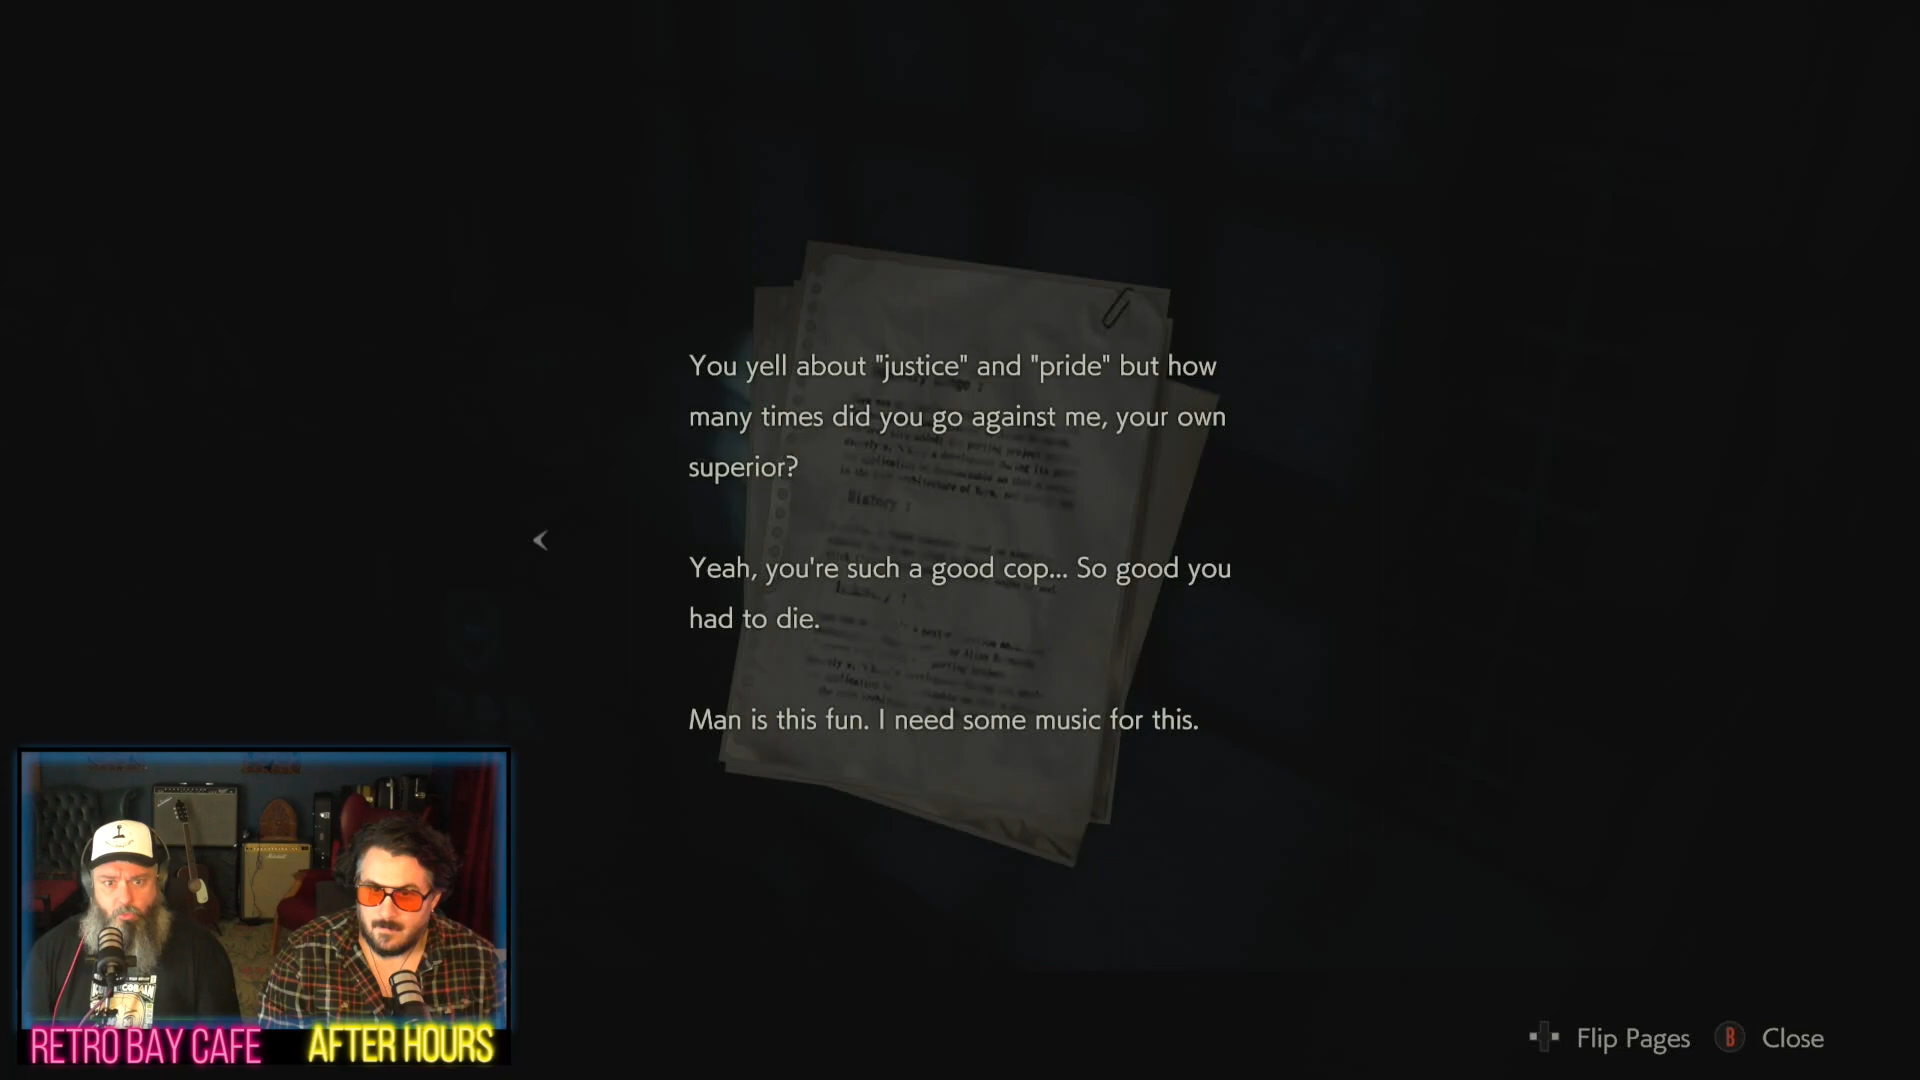 You yell about "justice" and "pride" but how
many times did you go against me, your own
superior?
Yeah, you're such a good cop... So good you
had to die.
Man is this fun. I need some music for this.
History
RETRO BAY CAFE
AFTER HOURS
Flip Pages
B
Close